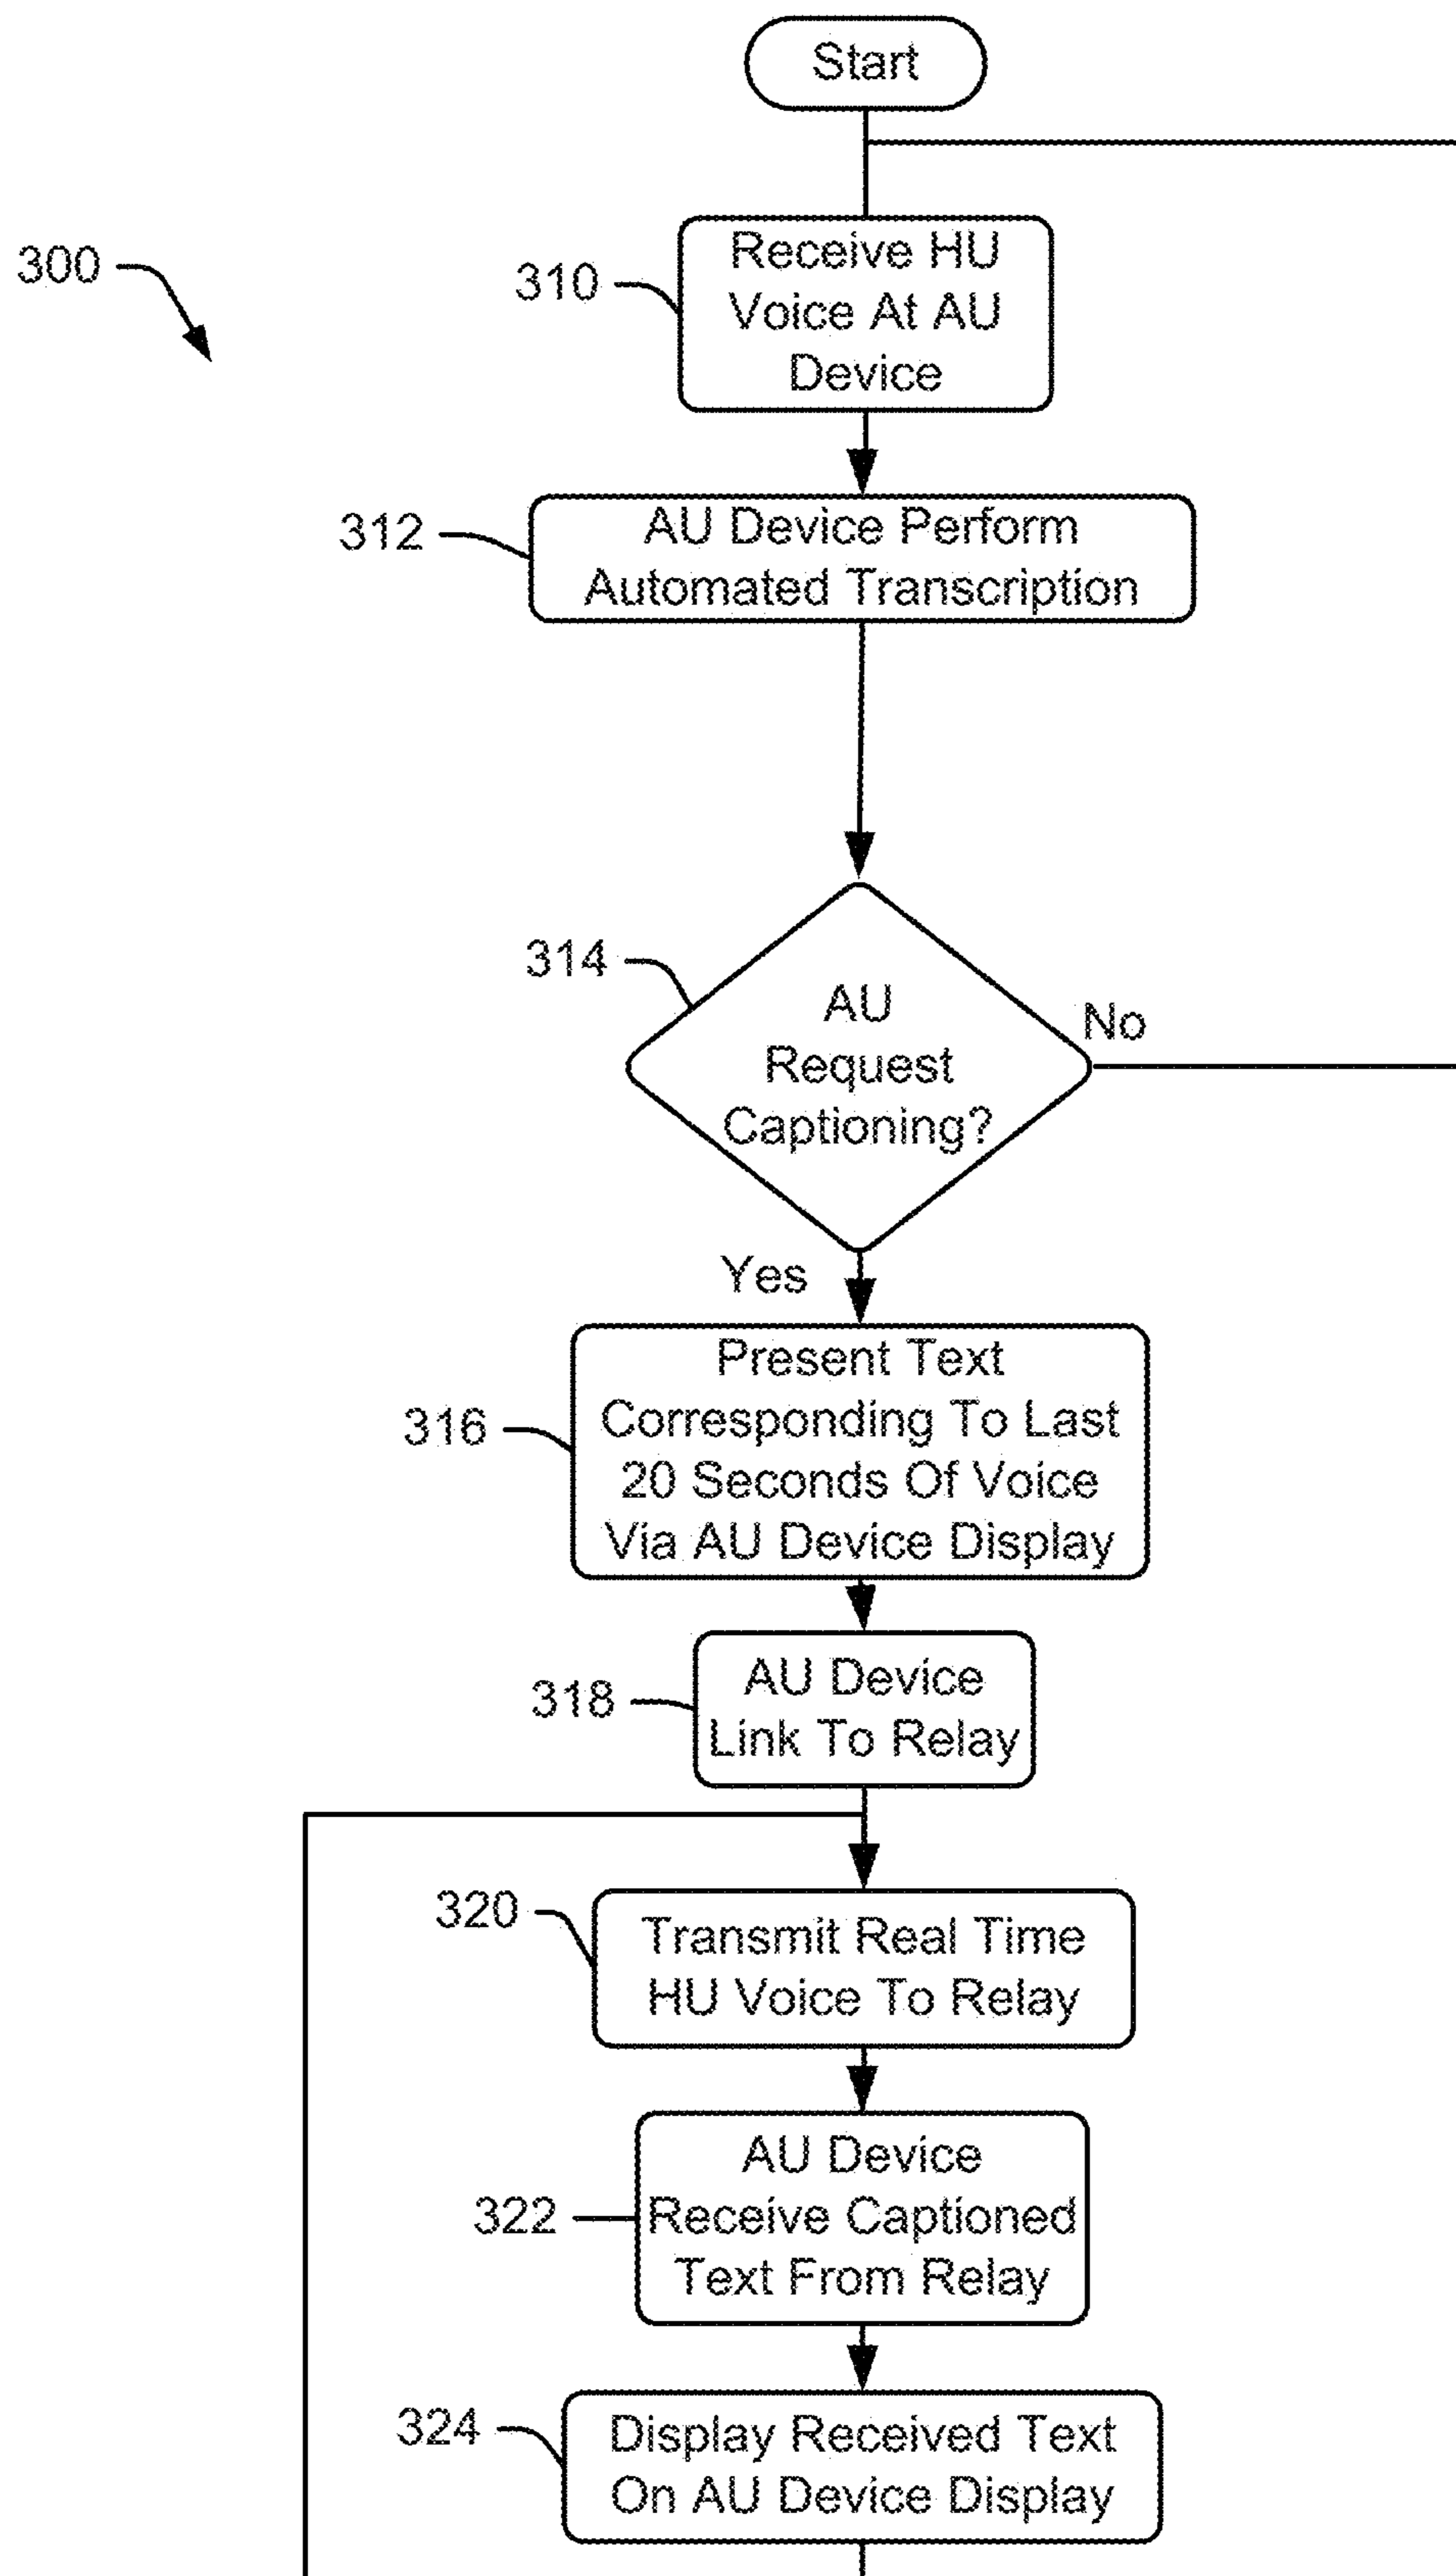 Start
300
310
Receive HU
Voice At AU
Device
312
AU Device Perform
Automated Transcription
314
AU
Request
Captioning?
No
Yes
316
Present Text
Corresponding To Last
20 Seconds Of Voice
Via AU Device Display
318
AU Device
Link To Relay
320
Transmit Real Time
HU Voice To Relay
322
AU Device
Receive Captioned
Text From Relay
324
Display Received Text
On AU Device Display